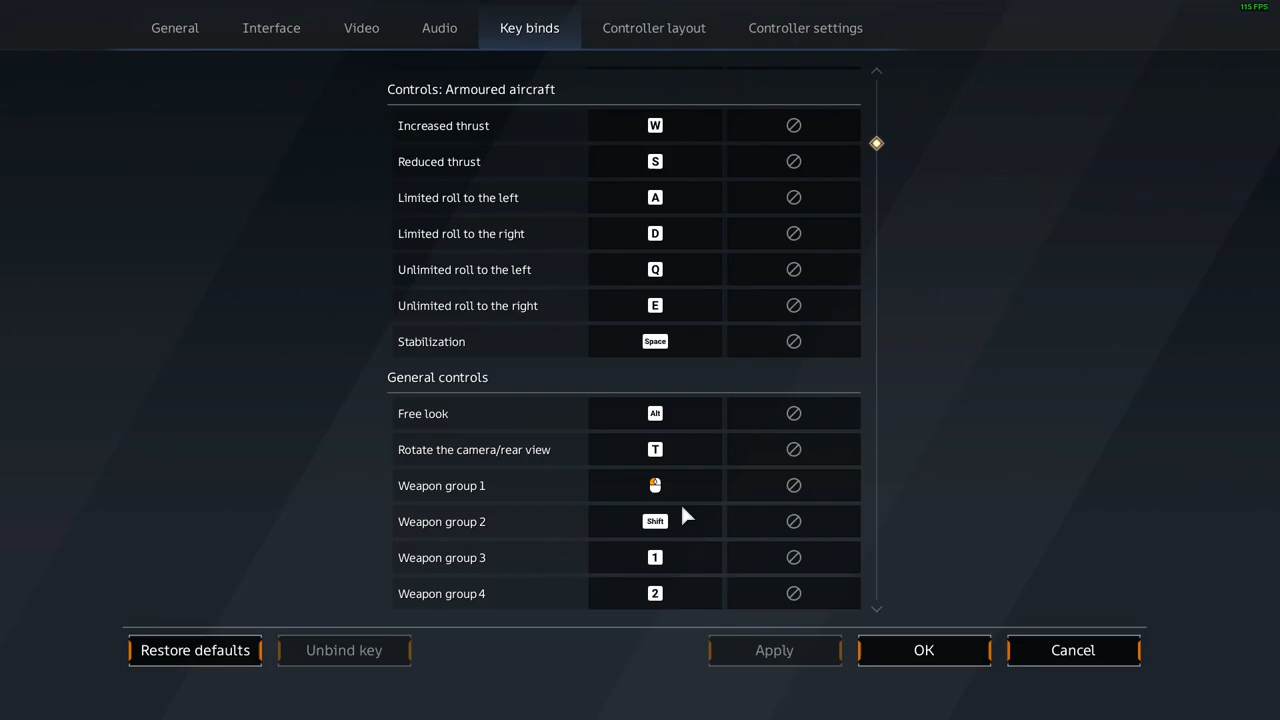 115 FPS
General Interface Video Audio Key binds Controller layout Controller settings
Controls: Armoured aircraft
Increased thrust W
Reduced thrust S
Limited roll to the left A
Limited roll to the right D
Unlimited roll to the left Q
Unlimited roll to the right E
Stabilization Space
General controls
Free look Alt
Rotate the camera/rear view T
Weapon group 1
Weapon group 2 Shift
Weapon group 3 1
Weapon group 4 2
Restore defaults Unbind key Apply OK Cancel